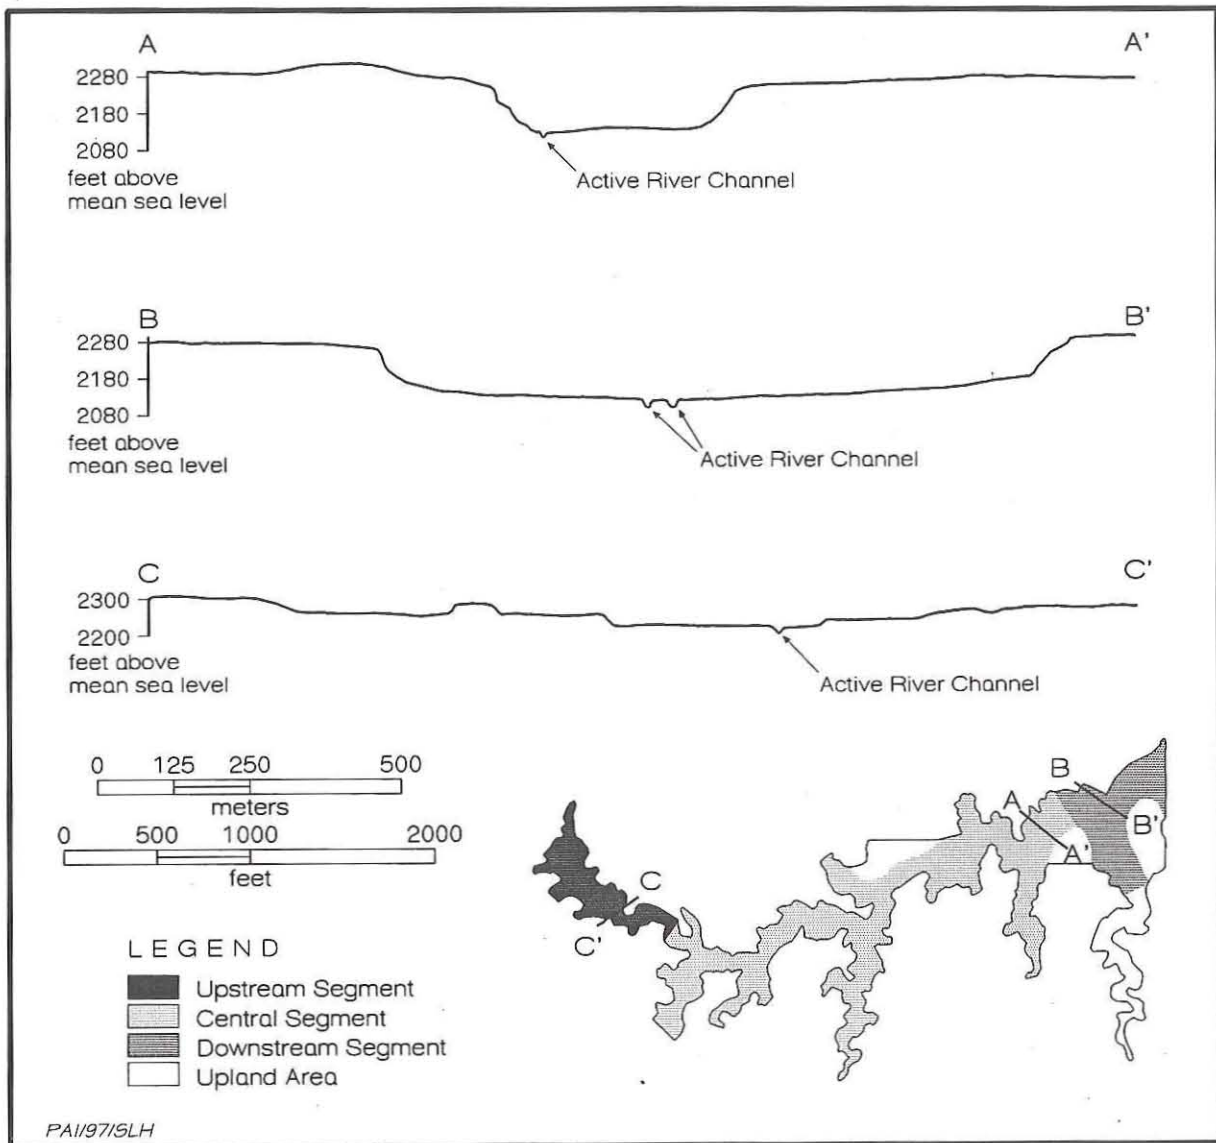 A A'
2280
2180
2080
feet above
mean sea level
Active River Channel
B B'
2280
2180
2080
feet above
mean sea level
Active River Channel
C C'
2300
2200
feet above
mean sea level
Active River Channel
0 125 250 500
meters
0 500 1000 2000
feet
B
A
B'
A'
C
C'
LEGEND
Upstream Segment
Central Segment
Downstream Segment
Upland Area
PAI/97/SLH